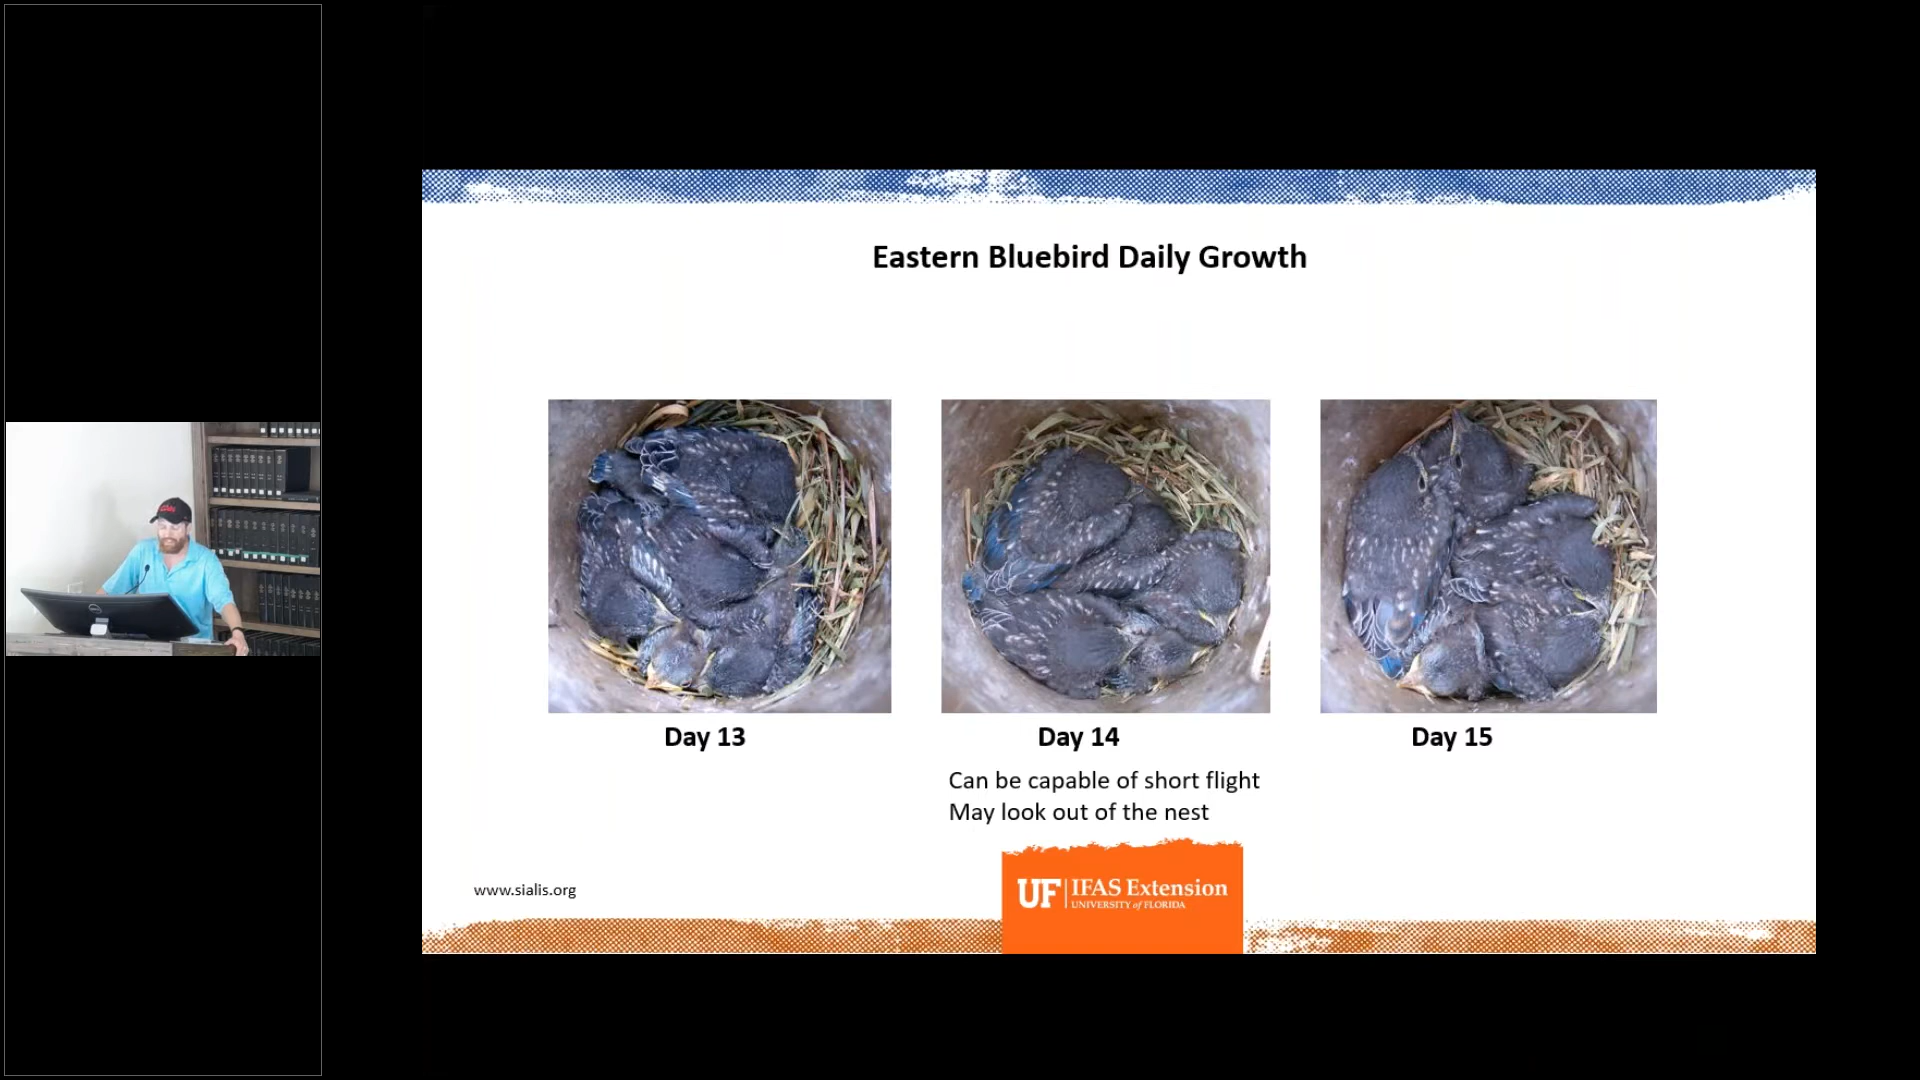 Eastern Bluebird Daily Growth
Day 13
Day 14
Day 15
Can be capable of short flight
May look out of the nest
www.sialis.org
UF IFAS Extension
UNIVERSITY of FLORIDA